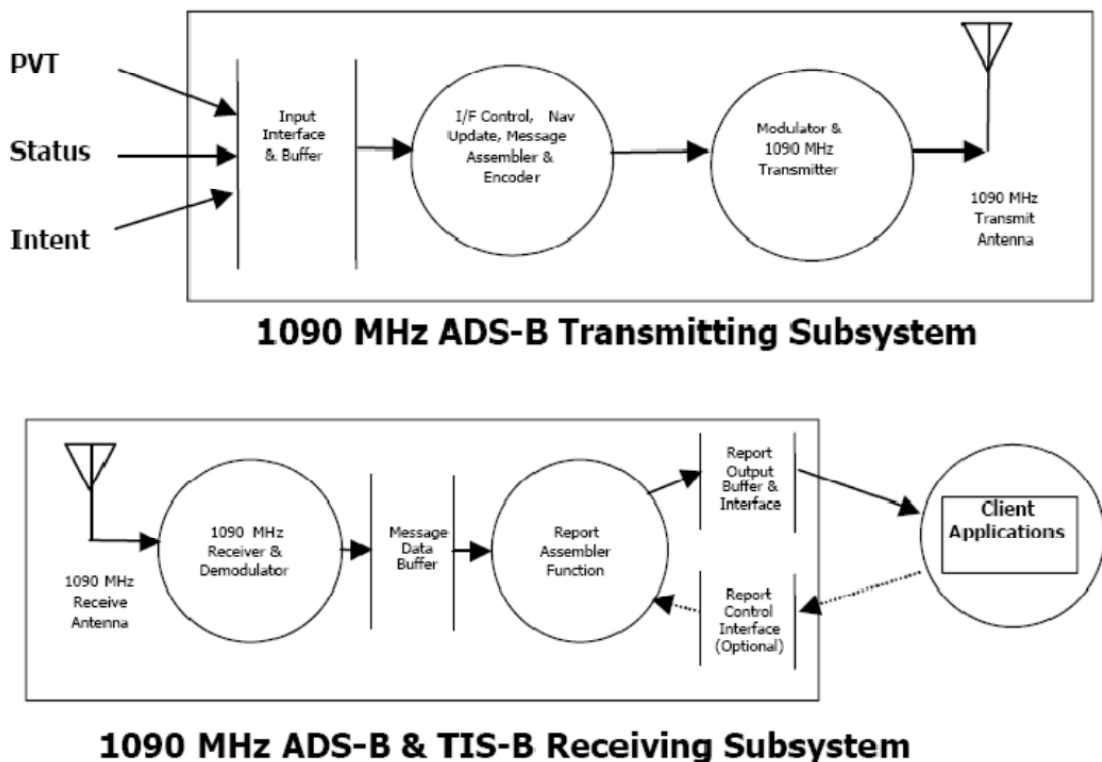 PVT
Status
Intent
Input
Interface
& Buffer
I/F Control, Nav
Update, Message
Assembler &
Encoder
Modulator &
1090 MHz
Transmitter
1090 MHz
Transmit
Antenna
1090 MHz ADS-B Transmitting Subsystem
1090 MHz
Receive
Antenna
1090 MHz
Receiver &
Demodulator
Message
Data
Buffer
Report
Assembler
Function
Report
Output
Buffer &
Interface
Report
Control
Interface
(Optional)
Client
Applications
1090 MHz ADS-B & TIS-B Receiving Subsystem